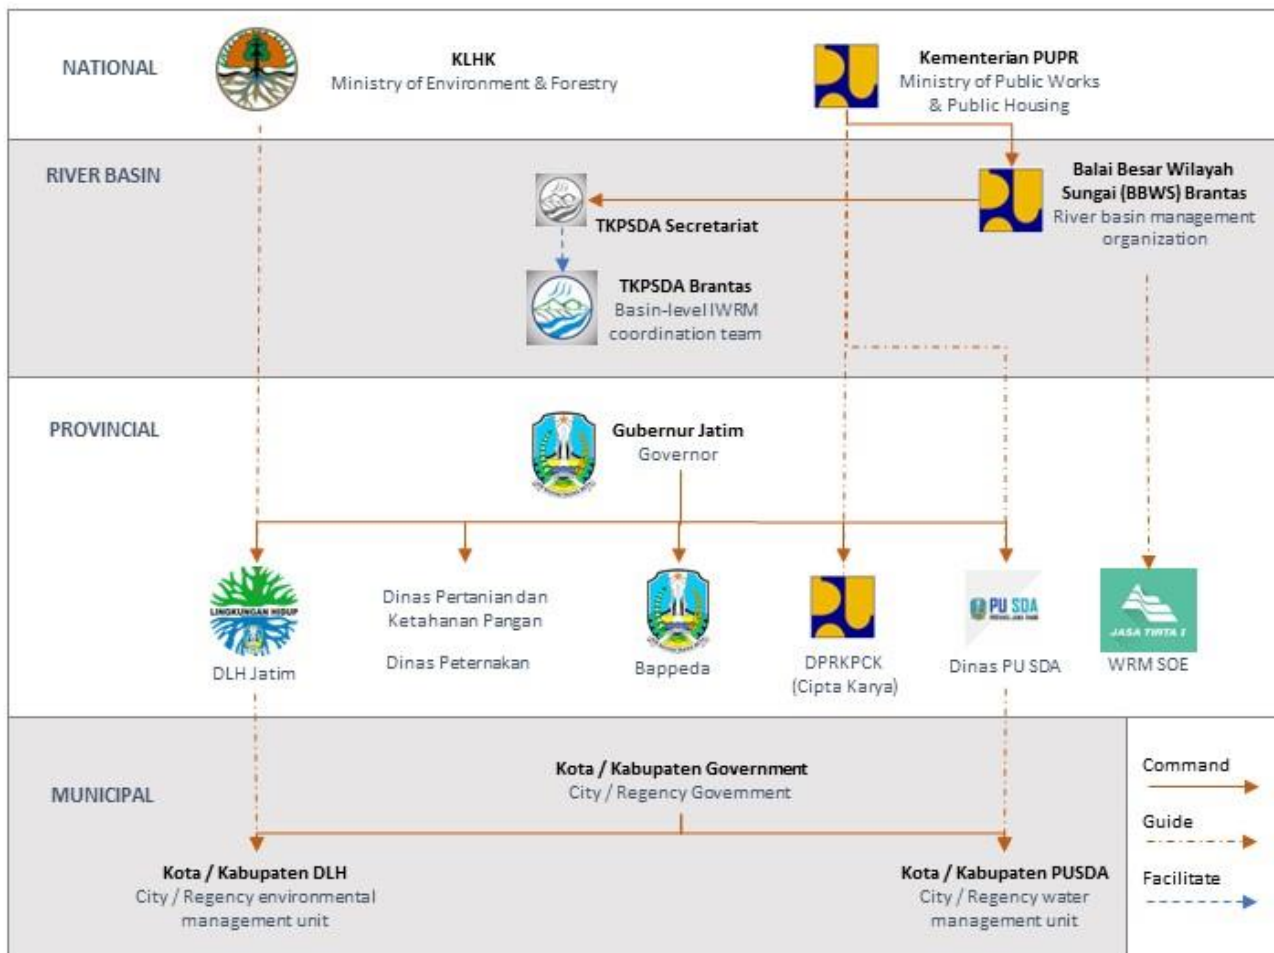 NATIONAL
KLHK
Ministry of Environment & Forestry
Kementerian PUPR
Ministry of Public Works
& Public Housing
RIVER BASIN
TKPSDA Secretariat
Balai Besar Wilayah
Sungai (BBWS) Brantas
River basin management
organization
TKPSDA Brantas
Basin-level IWRM
coordination team
PROVINCIAL
Gubernur Jatim
Governor
LINGKUNGAN HIDUP
DLH Jatim
Dinas Pertanian dan
Ketahanan Pangan
Dinas Peternakan
Bappeda
DPRKPCK
(Cipta Karya)
PU SDA
Dinas PU SDA
JASA TIRTA I
WRM SOE
MUNICIPAL
Kota / Kabupaten Government
City / Regency Government
Kota / Kabupaten DLH
City / Regency environmental
management unit
Kota / Kabupaten PUSDA
City / Regency water
management unit
Command
Guide
Facilitate